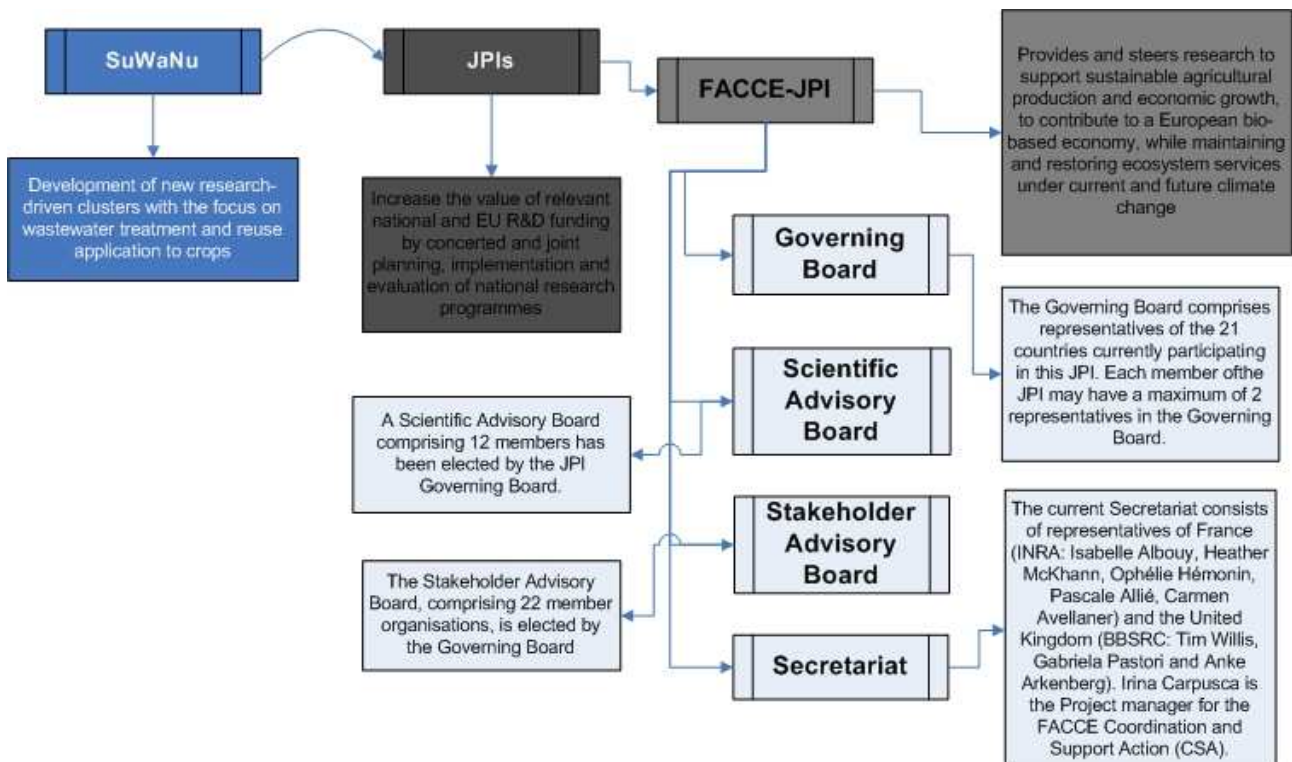 SuWaNu
JPIs
FACCE-JPI
Provides and steers research to
support sustainable agricultural
production and economic growth,
to contribute to a European bio-
based economy, while maintaining
and restoring ecosystem services
under current and future climate
change
Development of new research-
driven clusters with the focus on
wastewater treatment and reuse
application to crops
Increase the value of relevant
national and EU R&D funding
by concerted and joint
planning, implementation and
evaluation of national research
programmes
Governing
Board
The Governing Board comprises
representatives of the 21
countries currently participating
in this JPI. Each member ofthe
JPI may have a maximum of 2
representatives in the Governing
Board.
Scientific
Advisory
Board
A Scientific Advisory Board
comprising 12 members has
been elected by the JPI
Governing Board.
Stakeholder
Advisory
Board
The Stakeholder Advisory
Board, comprising 22 member
organisations, is elected by
the Governing Board
Secretariat
The current Secretariat consists
of representatives of France
(INRA: Isabelle Albouy, Heather
McKhann, Ophélie Hémonin,
Pascale Allié, Carmen
Avellaner) and the United
Kingdom (BBSRC: Tim Willis,
Gabriela Pastori and Anke
Arkenberg). Irina Carpusca is
the Project manager for the
FACCE Coordination and
Support Action (CSA).